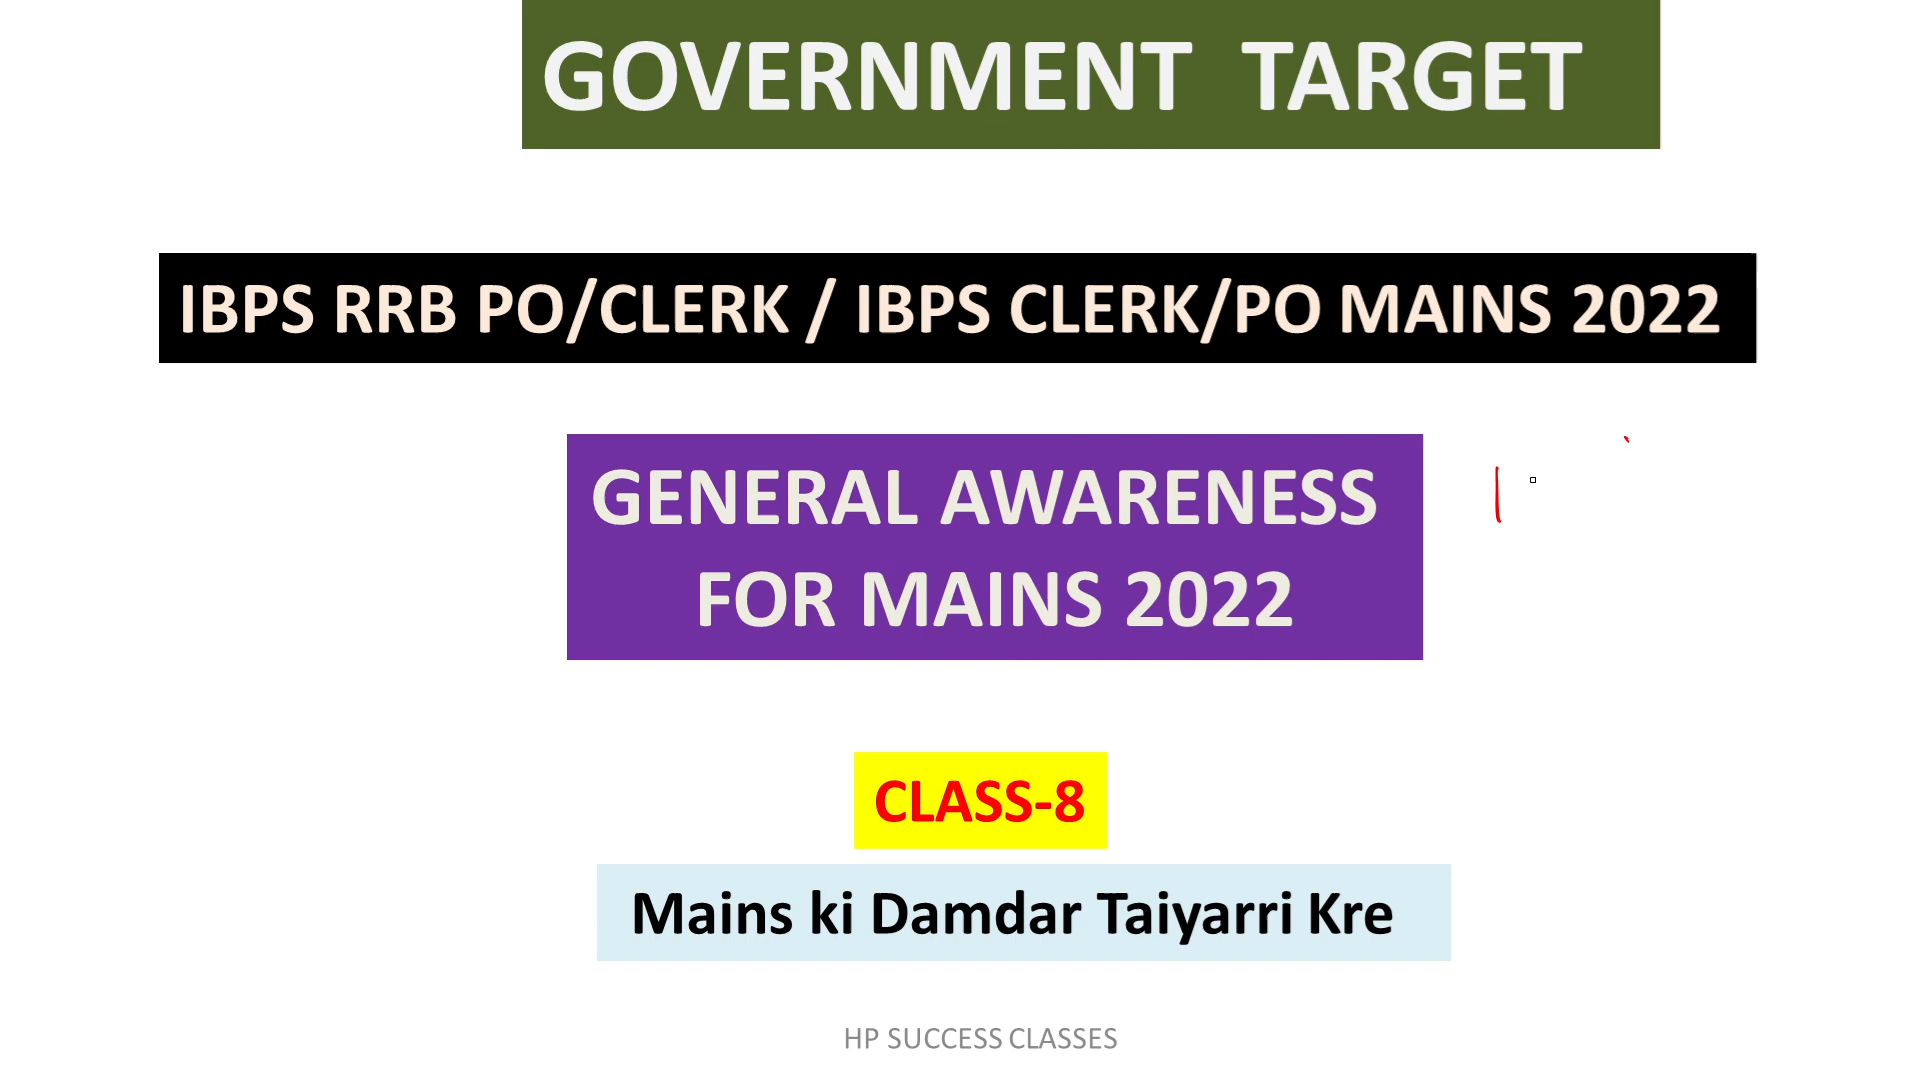 GOVERNMENT TARGET
IBPS RRB PO/CLERK / IBPS CLERK/PO MAINS 2022
GENERAL AWARENESS
FOR MAINS 2022
CLASS-8
Mains ki Damdar Taiyarri Kre
HP SUCCESS CLASSES